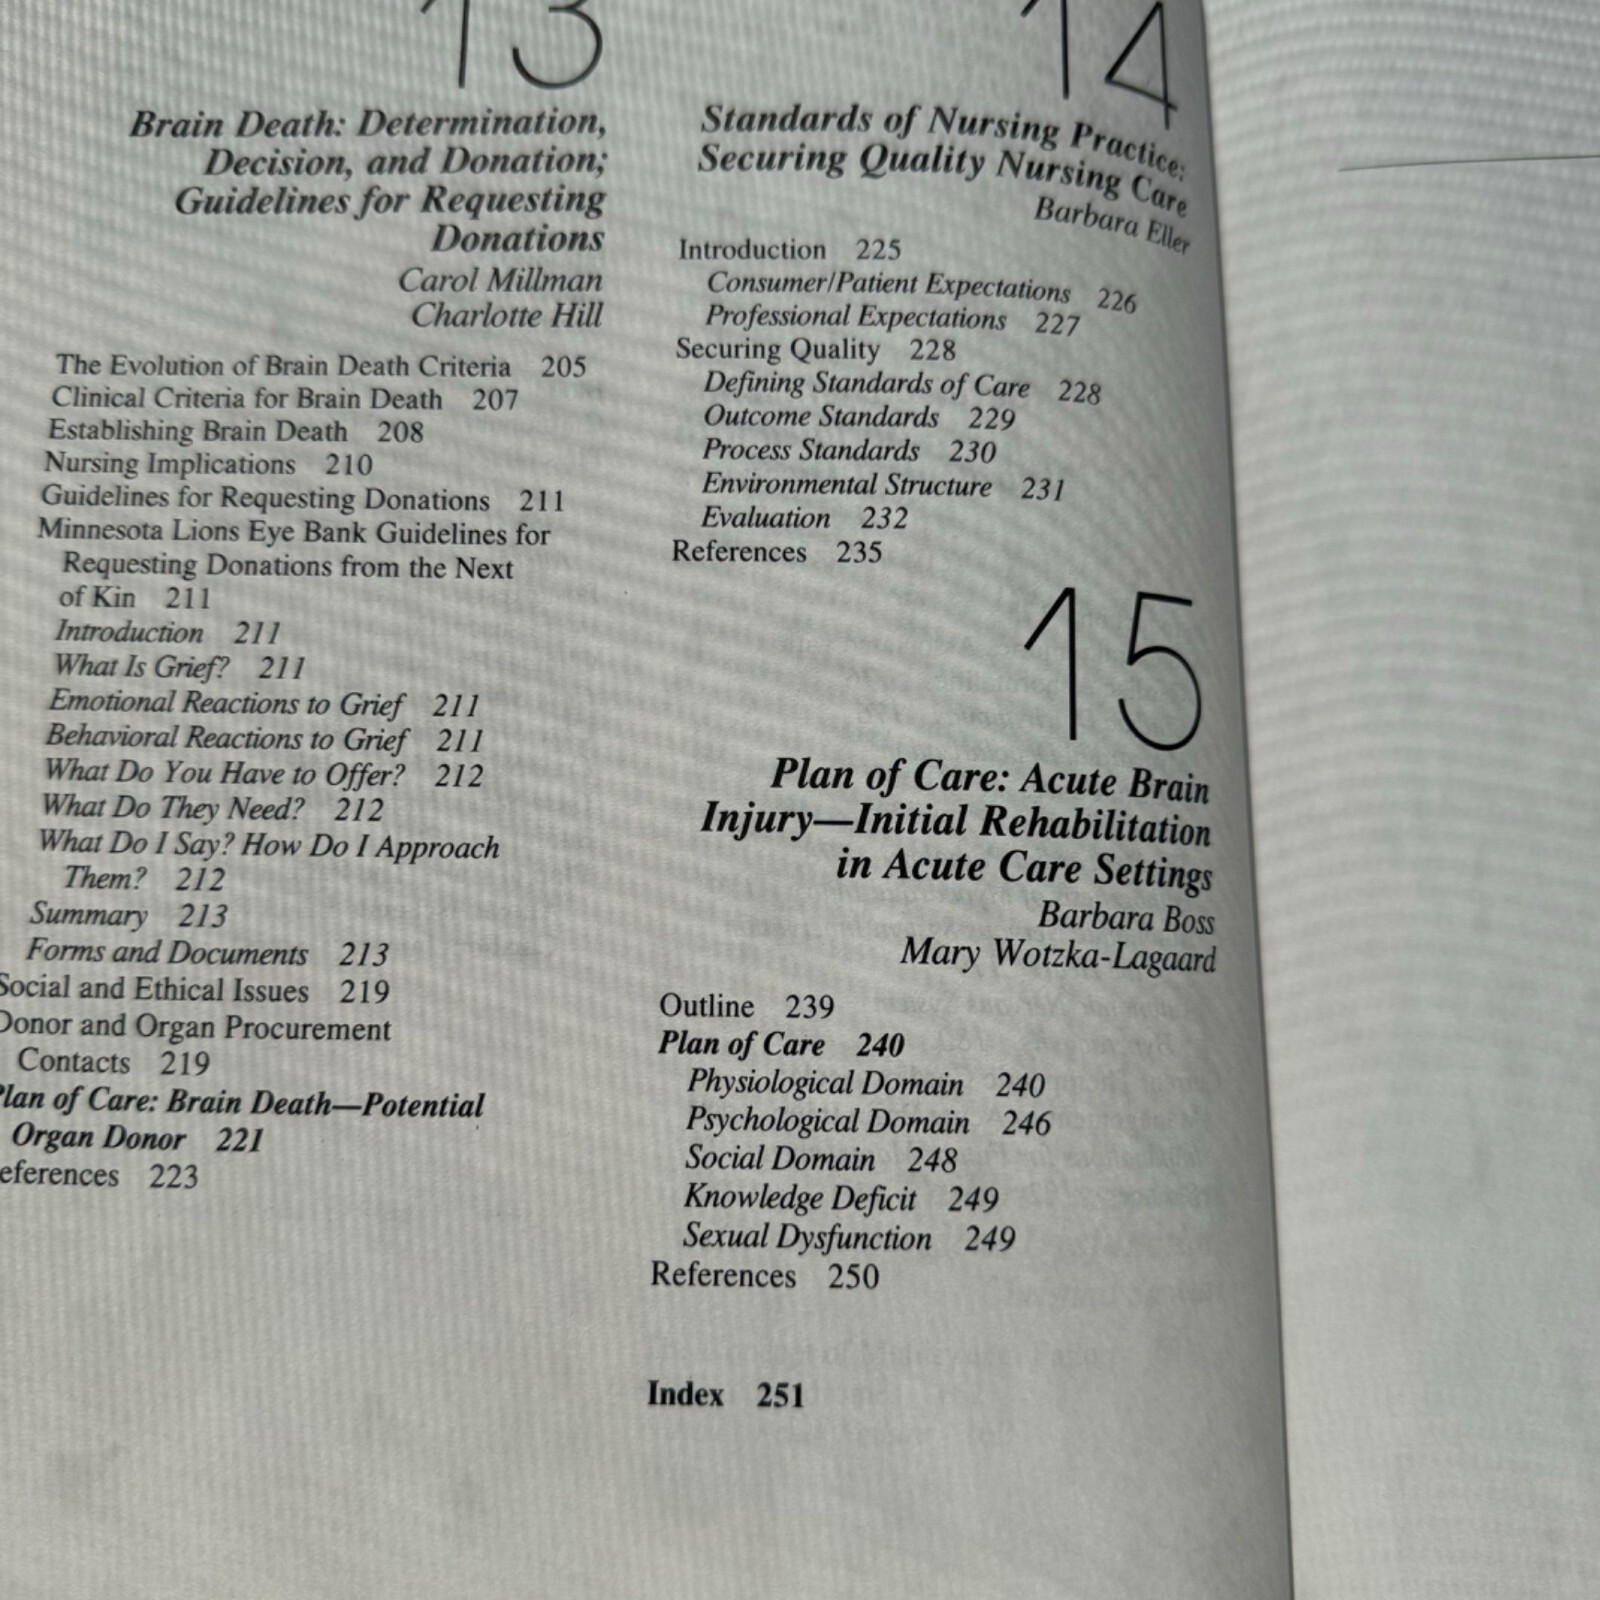 13
Brain Death: Determination,
Decision, and Donation;
Guidelines for Requesting
Donations
Carol Millman
Charlotte Hill
The Evolution of Brain Death Criteria 205
Clinical Criteria for Brain Death 207
Establishing Brain Death 208
Nursing Implications 210
Guidelines for Requesting Donations 211
Minnesota Lions Eye Bank Guidelines for
Requesting Donations from the Next
of Kin 211
Introduction 211
What Is Grief? 211
Emotional Reactions to Grief 211
Behavioral Reactions to Grief 211
What Do You Have to Offer? 212
What Do They Need? 212
What Do I Say? How Do I Approach
Them? 212
Summary 213
Forms and Documents 213
Social and Ethical Issues 219
Donor and Organ Procurement
Contacts 219
Plan of Care: Brain Death—Potential
Organ Donor 221
eferences 223
14
Standards of Nursing Practice:
Securing Quality Nursing Care
Barbara Eller
Introduction 225
Consumer/Patient Expectations 226
Professional Expectations 227
Securing Quality 228
Defining Standards of Care 228
Outcome Standards 229
Process Standards 230
Environmental Structure 231
Evaluation 232
References 235
15
Plan of Care: Acute Brain
Injury—Initial Rehabilitation
in Acute Care Settings
Barbara Boss
Mary Wotzka-Lagaard
Outline 239
Plan of Care 240
Physiological Domain 240
Psychological Domain 246
Social Domain 248
Knowledge Deficit 249
Sexual Dysfunction 249
References 250
Index 251